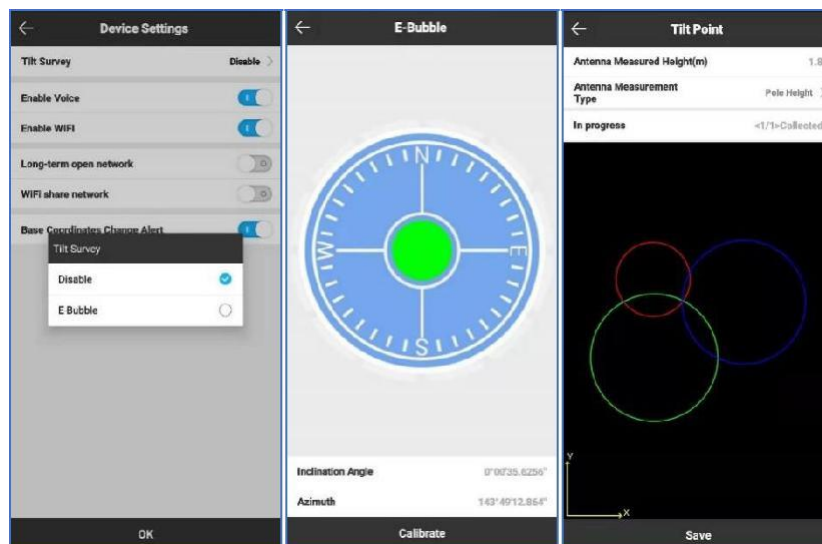 Device Settings
Tilt Survey Disable >
Enable Voice
Enable WIFI
Long-term open network
WIFI share network
Base Coordinates Change Alert
Tilt Survey
Disable
E-Bubble
OK
E-Bubble
N
W
E
S
Inclination Angle 0°00'35.6256"
Azimuth 143°49'12.864"
Calibrate
Tilt Point
Antenna Measured Height(m) 1.8
Antenna Measurement
Type Pole Height
In progress <1/1>Collected
Y
X
Save